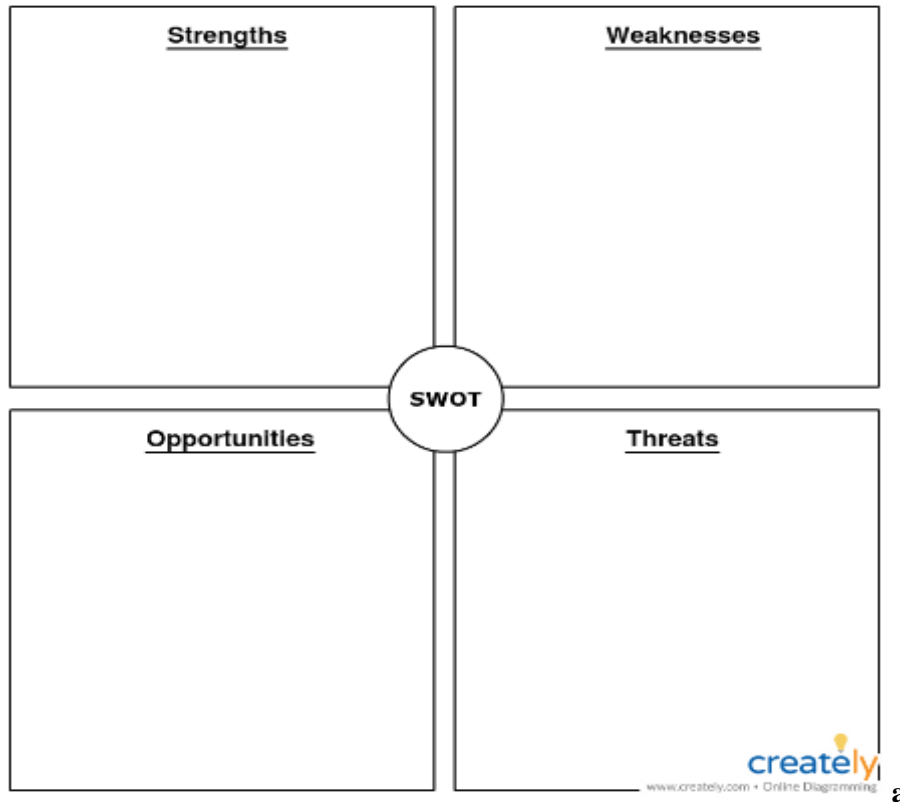 Strengths
Weaknesses
SWOT
Opportunities
Threats
creately
www.creately.com • Online Diagramming
a